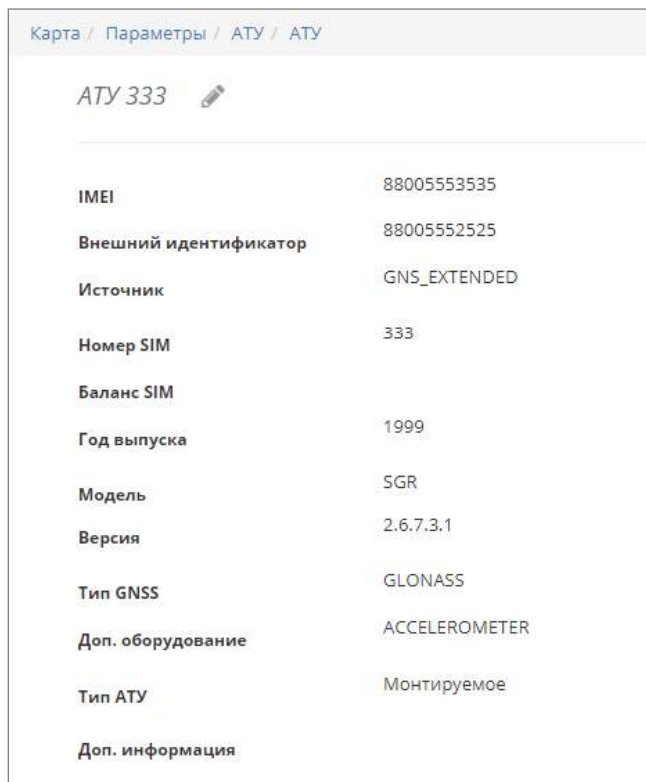 Карта / Параметры / АТУ / АТУ
АТУ 333
IMEI 88005553535
Внешний идентификатор 88005552525
Источник GNS_EXTENDED
Номер SIM 333
Баланс SIM
Год выпуска 1999
Модель SGR
Версия 2.6.7.3.1
Тип GNSS GLONASS
Доп. оборудование ACCELEROMETER
Тип АТУ Монтируемое
Доп. информация